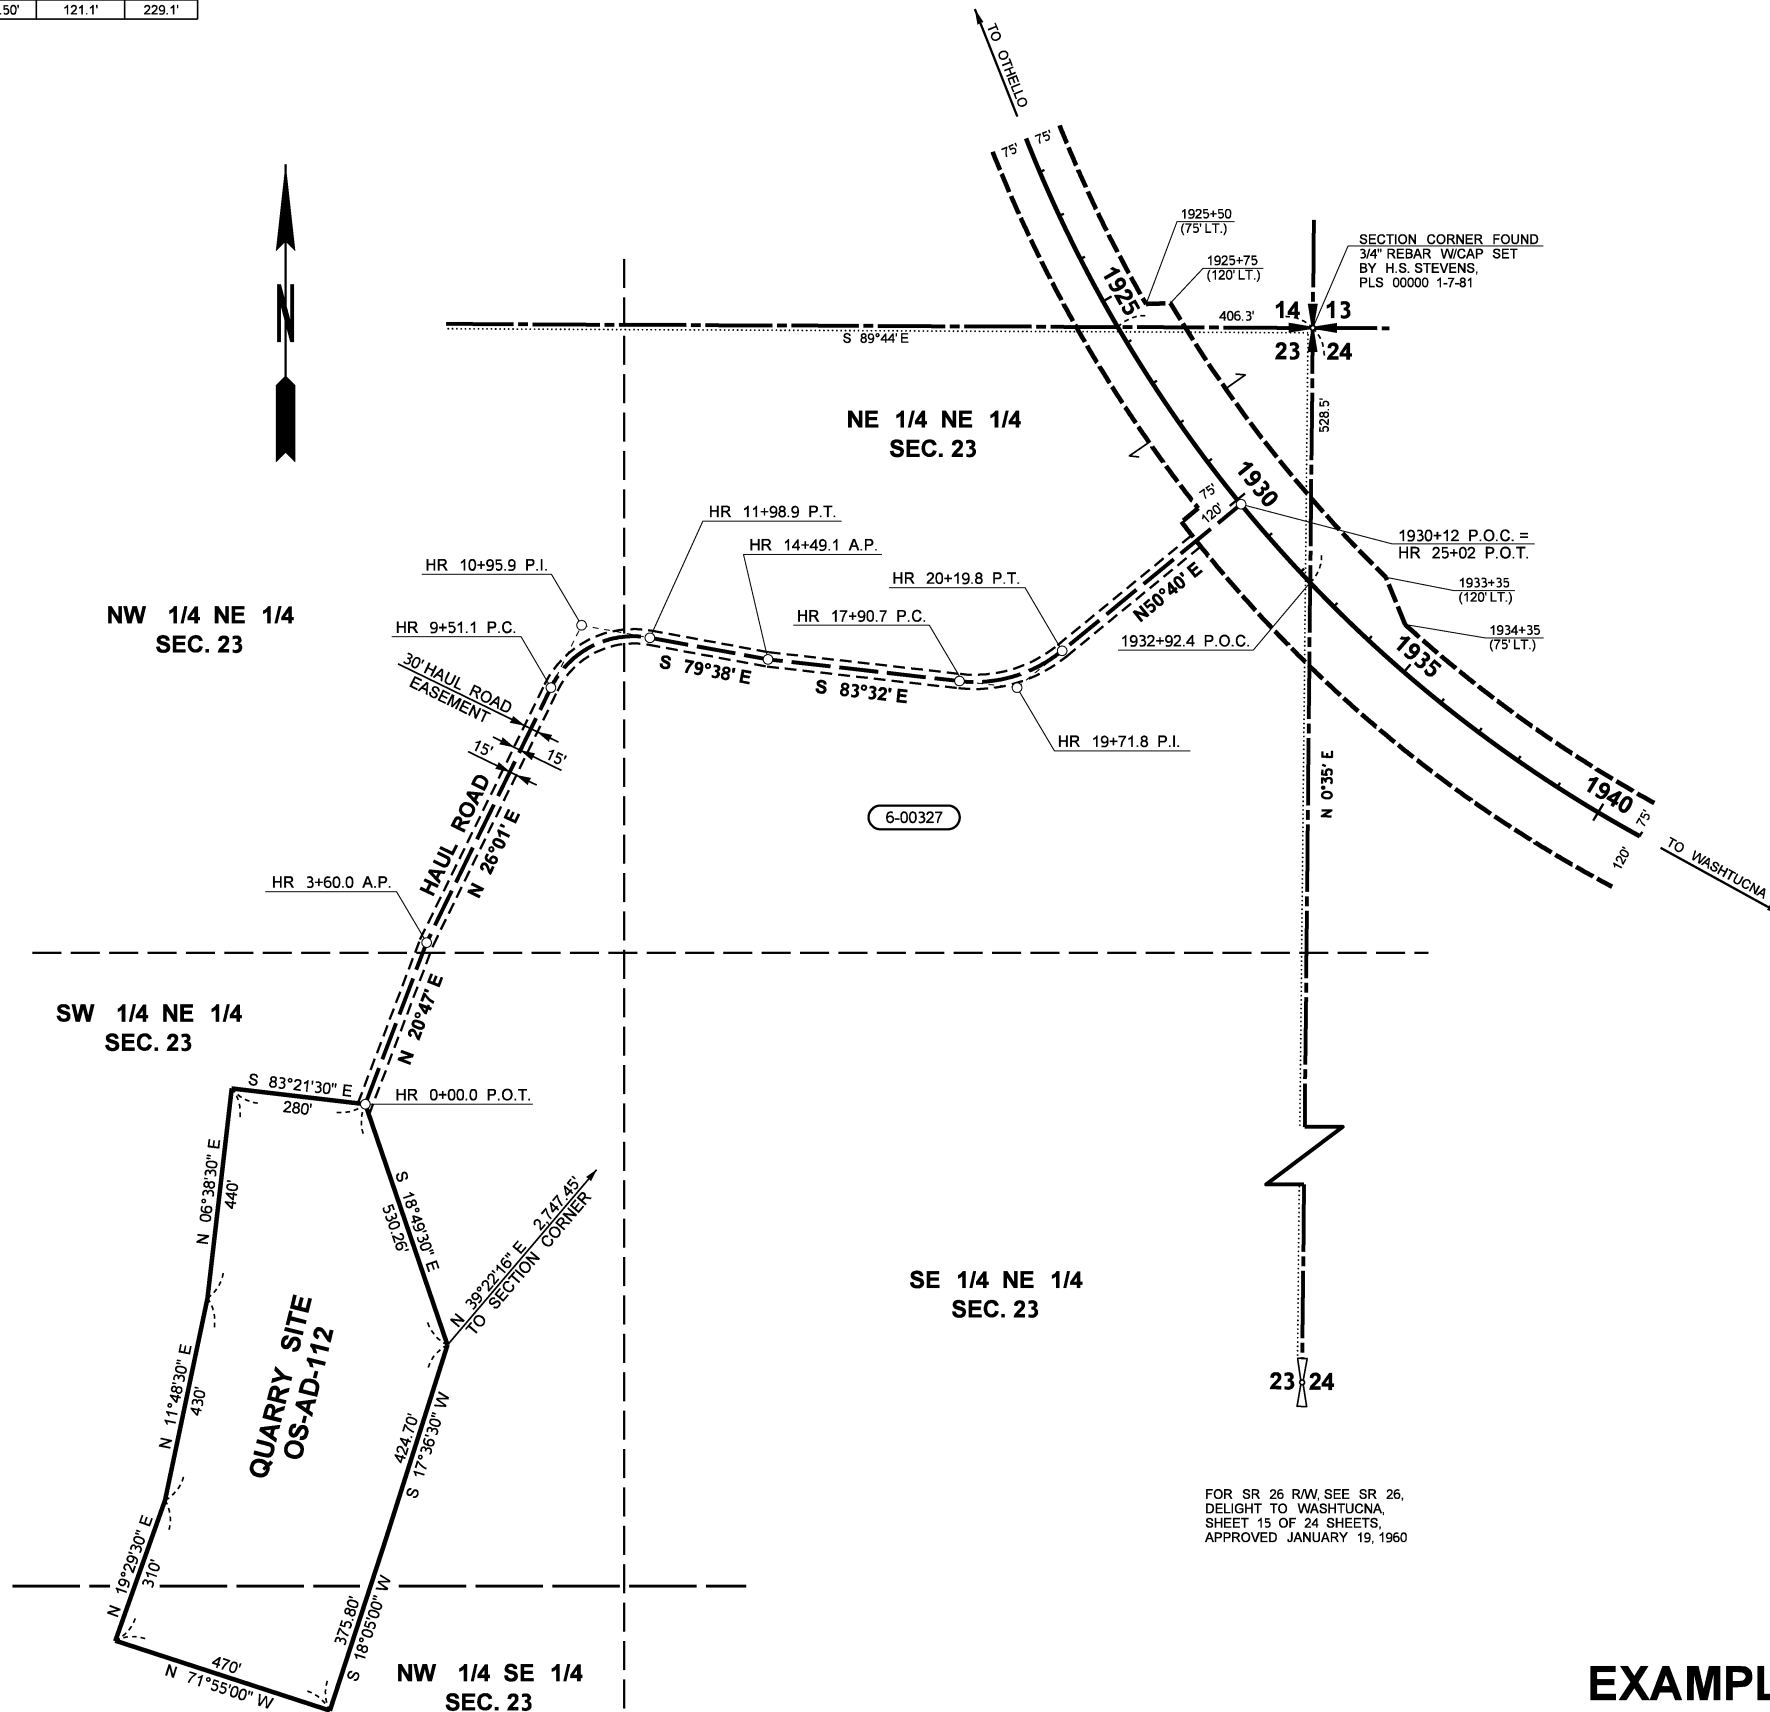 .50' 121.1' 229.1'
TO OTHELLO
75'
75'
1925+50
(75' LT.)
1925+75
(120' LT.)
SECTION CORNER FOUND
3/4" REBAR W/CAP SET
BY H.S. STEVENS,
PLS 00000 1-7-81
N
1925
14 13
406.3'
S 89°44' E
23 24
528.5'
NE 1/4 NE 1/4
SEC. 23
1930
75'
120'
HR 11+98.9 P.T.
HR 14+49.1 A.P.
1930+12 P.O.C. =
HR 25+02 P.O.T.
HR 10+95.9 P.I.
HR 20+19.8 P.T.
N50°40' E
1933+35
(120' LT.)
NW 1/4 NE 1/4
SEC. 23
HR 9+51.1 P.C.
HR 17+90.7 P.C.
1932+92.4 P.O.C.
1934+35
(75' LT.)
1935
30' HAUL ROAD
EASEMENT
S 79°38' E
S 83°32' E
HR 19+71.8 P.I.
15'
15'
HAUL ROAD
N 26°01' E
6-00327
N 0°35' E
1940
75'
120'
TO WASHTUCNA
HR 3+60.0 A.P.
N 20°47' E
SW 1/4 NE 1/4
SEC. 23
S 83°21'30" E
280'
HR 0+00.0 P.O.T.
N 06°38'30" E
440'
S 18°49'30" E
530.26'
N 39°22'16" E 2,747.45'
TO SECTION CORNER
SE 1/4 NE 1/4
SEC. 23
QUARRY SITE
OS-AD-112
N 11°48'30" E
430'
424.70'
S 17°36'30" W
23 24
FOR SR 26 R/W, SEE SR 26,
DELIGHT TO WASHTUCNA,
SHEET 15 OF 24 SHEETS,
APPROVED JANUARY 19, 1960
N 19°29'30" E
310'
375.80'
S 18°05'00" W
470'
N 71°55'00" W
NW 1/4 SE 1/4
SEC. 23
EXAMPL